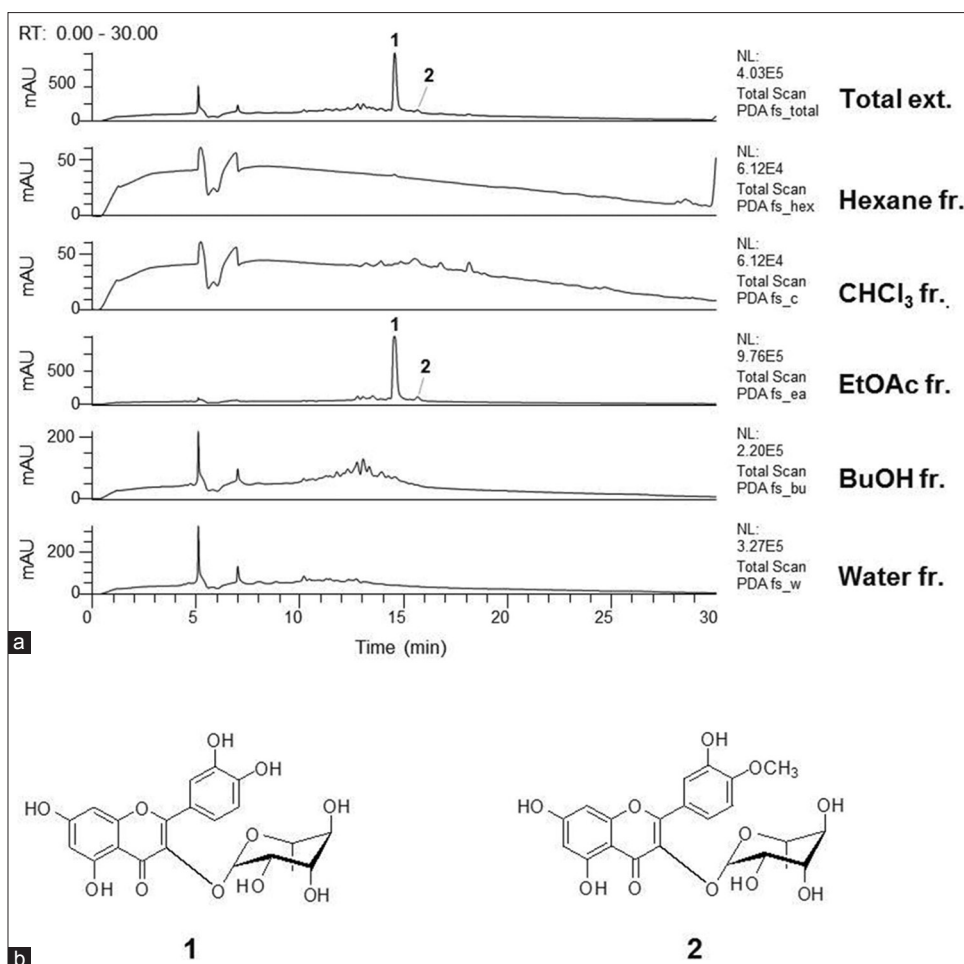 RT: 0.00 - 30.00
mAU
500
0
1
2
NL:
4.03E5
Total Scan
PDA fs_total
Total ext.
mAU
50
0
NL:
6.12E4
Total Scan
PDA fs_hex
Hexane fr.
mAU
50
0
NL:
6.12E4
Total Scan
PDA fs_c
CHCl₃ fr.
mAU
500
0
1
2
NL:
9.76E5
Total Scan
PDA fs_ea
EtOAc fr.
mAU
200
0
NL:
2.20E5
Total Scan
PDA fs_bu
BuOH fr.
mAU
200
0
NL:
3.27E5
Total Scan
PDA fs_w
Water fr.
0 5 10 15 20 25 30
Time (min)
a
OH
OH
HO
O
O
OH
OH
O
O
HO
OH
OH
1
OH
OCH₃
HO
O
O
OH
OH
O
O
HO
OH
2
b